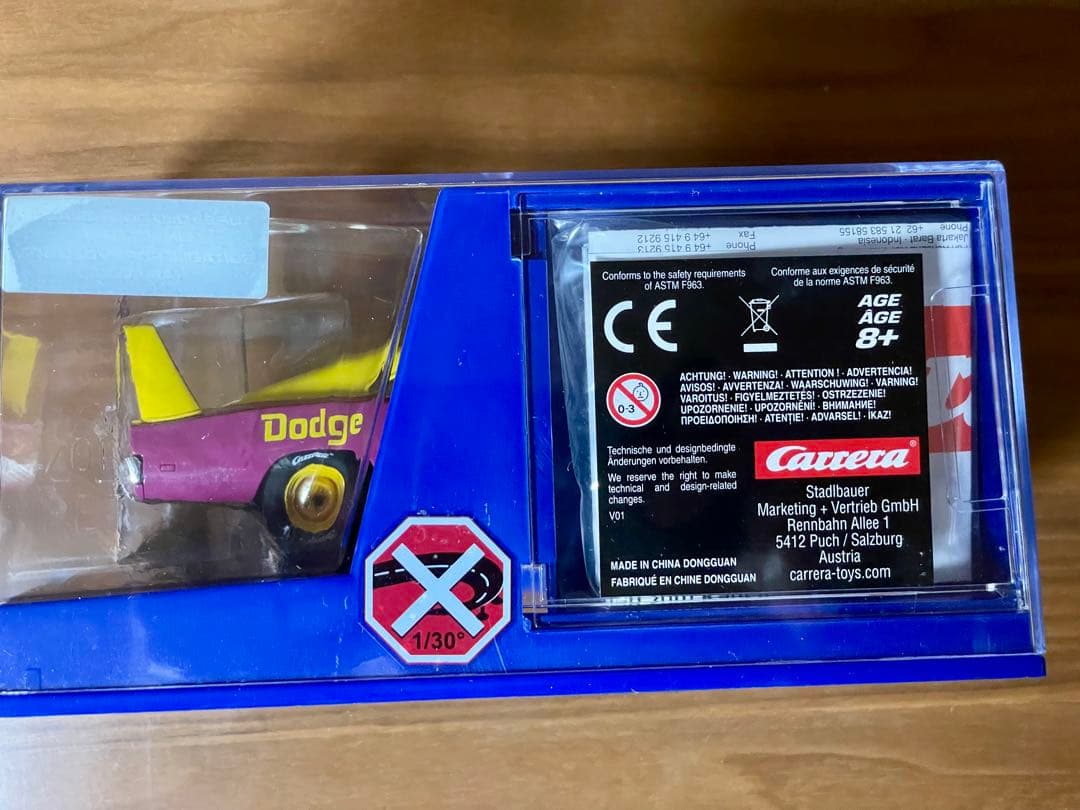 Phone +64 9 415 9213
Fax +64 9 415 9212
Jakarta Barat - Indonesia
Phone +62 21 583 58155
Conforms to the safety requirements
of ASTM F963.
Conforme aux exigences de sécurité
de la norme ASTM F963.
CE
AGE
ÂGE
8+
0-3
ACHTUNG! · WARNING! · ATTENTION ! · ADVERTENCIA!
AVISOS! · AVVERTENZA! · WAARSCHUWING! · VARNING!
VAROITUS! · FIGYELMEZTETÉS! · OSTRZEZENIE!
UPOZORNENIE! · UPOZORNĚNÍ! · ВНИМАНИЕ!
ΠΡΟΕΙΔΟΠΟΙΗΣΗ! · ATENŢIE! · ADVARSEL! · IKAZ!
Technische und designbedingte
Änderungen vorbehalten.
We reserve the right to make
technical and design-related
changes.
V01
Carrera®
Stadlbauer
Marketing + Vertrieb GmbH
Rennbahn Allee 1
5412 Puch / Salzburg
Austria
carrera-toys.com
MADE IN CHINA DONGGUAN
FABRIQUÉ EN CHINE DONGGUAN
Dodge
Carrera
1/30°